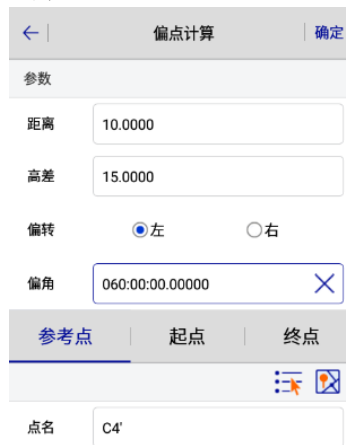 偏点计算 确定
参数
距离 10.0000
高差 15.0000
偏转 左 右
偏角 060:00:00.00000
参考点 起点 终点
点名 C4'